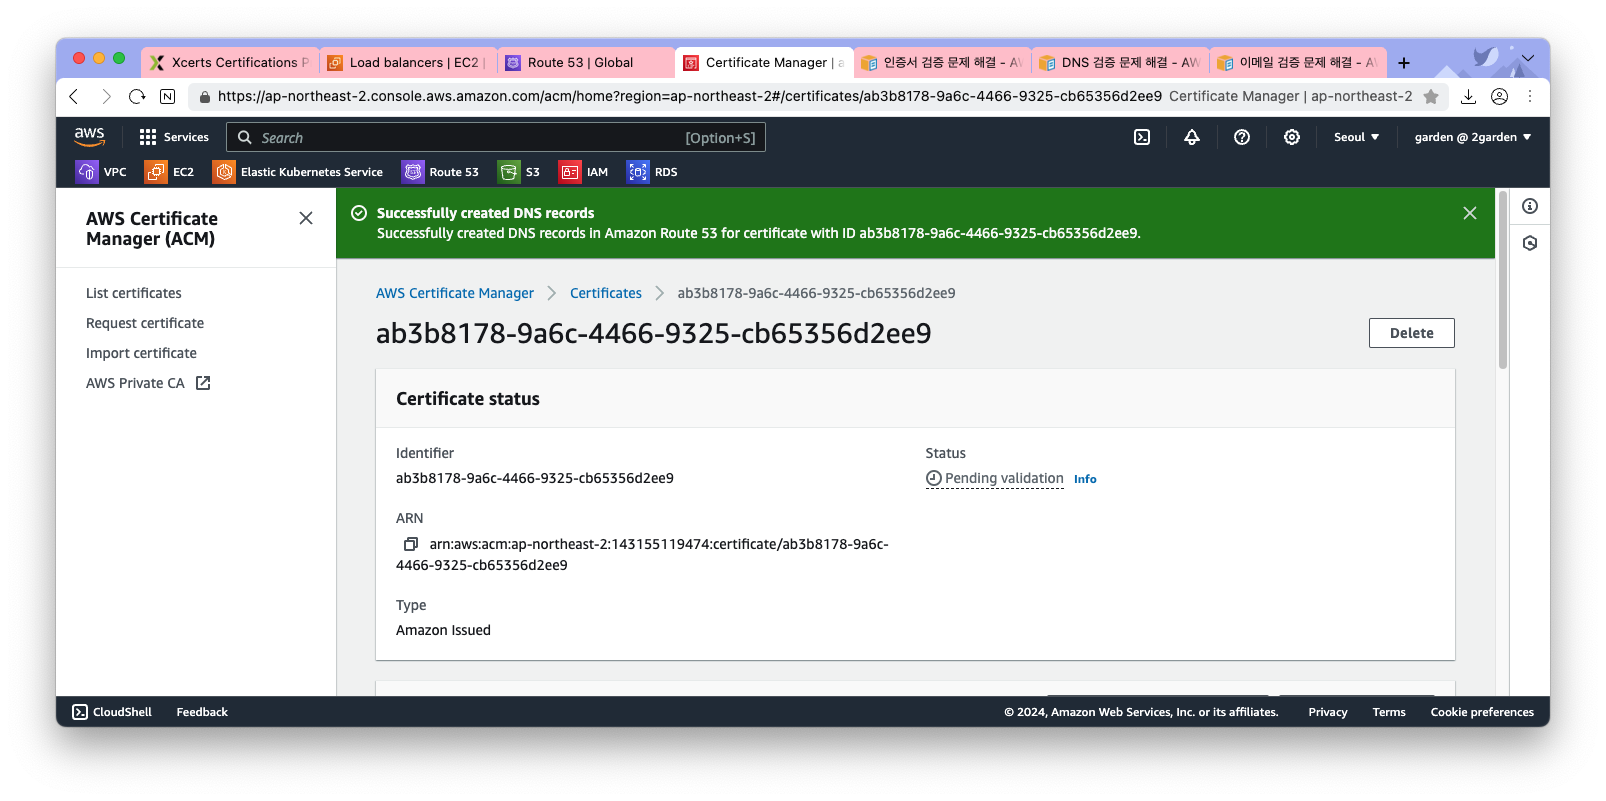 Xcerts Certifications P
Load balancers | EC2 |
Route 53 | Global
Certificate Manager | a
인증서 검증 문제 해결 - AW
DNS 검증 문제 해결 - AW
이메일 검증 문제 해결 - AW
https://ap-northeast-2.console.aws.amazon.com/acm/home?region=ap-northeast-2#/certificates/ab3b8178-9a6c-4466-9325-cb65356d2ee9 Certificate Manager | ap-northeast-2
aws
Services
Search
[Option+S]
Seoul
garden @ 2garden
VPC
EC2
Elastic Kubernetes Service
Route 53
S3
IAM
RDS
AWS Certificate
Manager (ACM)
List certificates
Request certificate
Import certificate
AWS Private CA
Successfully created DNS records
Successfully created DNS records in Amazon Route 53 for certificate with ID ab3b8178-9a6c-4466-9325-cb65356d2ee9.
AWS Certificate Manager
Certificates
ab3b8178-9a6c-4466-9325-cb65356d2ee9
ab3b8178-9a6c-4466-9325-cb65356d2ee9
Delete
Certificate status
Identifier
ab3b8178-9a6c-4466-9325-cb65356d2ee9
Status
Pending validation
Info
ARN
arn:aws:acm:ap-northeast-2:143155119474:certificate/ab3b8178-9a6c-
4466-9325-cb65356d2ee9
Type
Amazon Issued
CloudShell
Feedback
© 2024, Amazon Web Services, Inc. or its affiliates.
Privacy
Terms
Cookie preferences